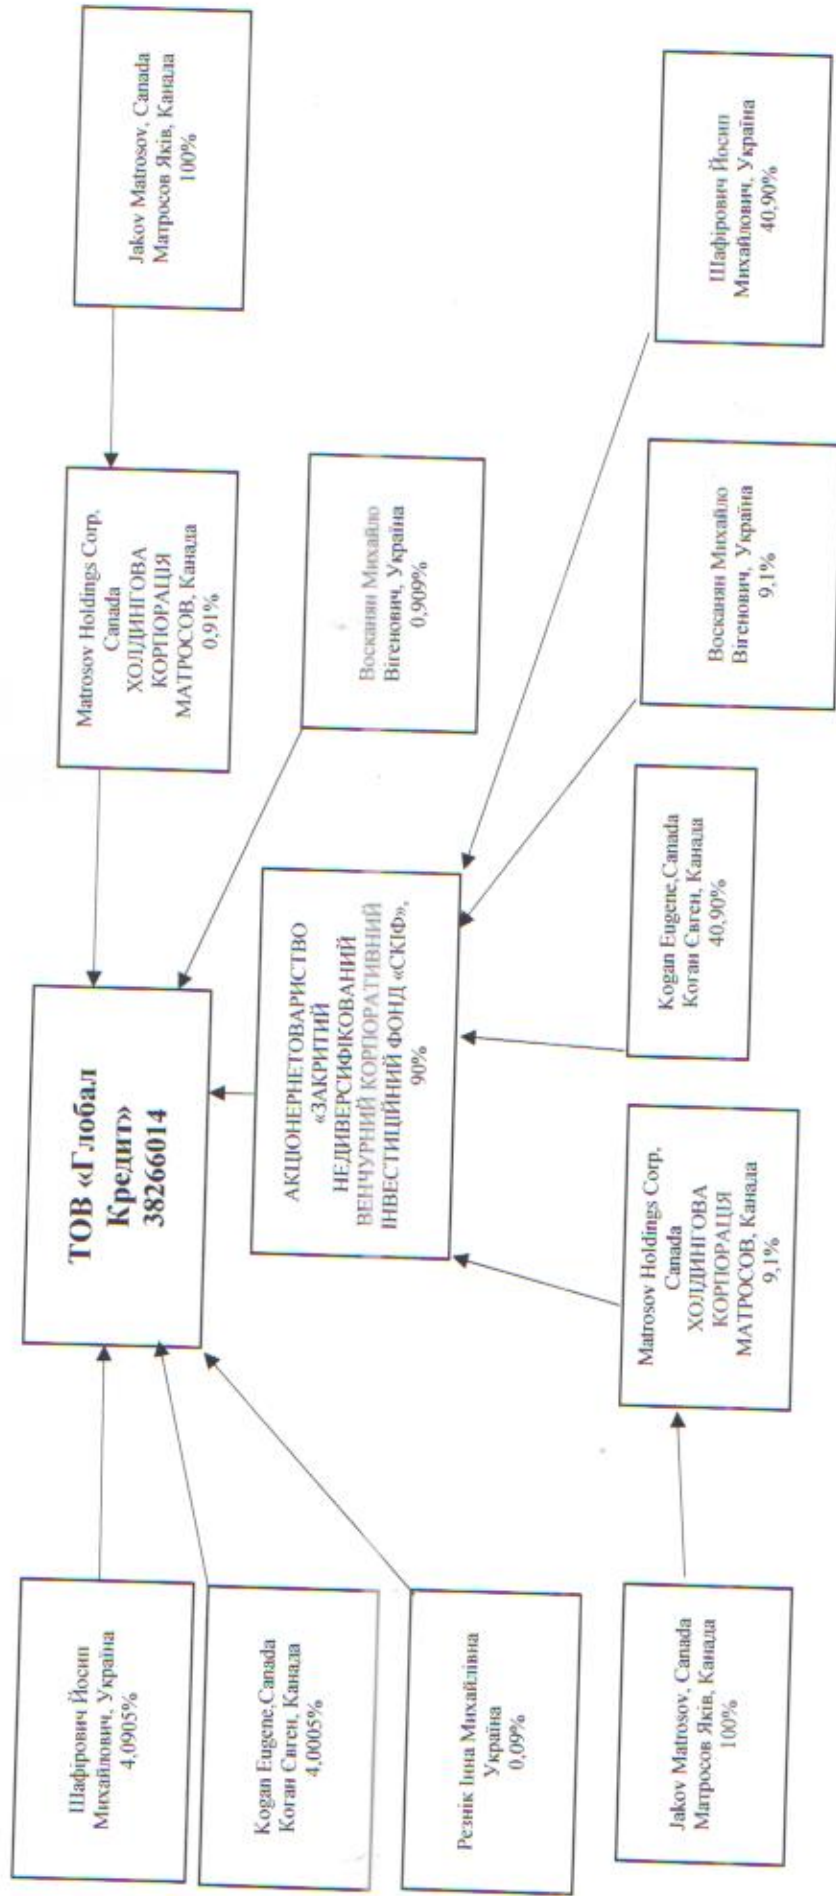 ТОВ «Глобал
Кредит»
38266014
Шафірович Йосип
Михайлович, Україна
4,0905%
Kogan Eugene,Canada
Коган Євген, Канада
4,0005%
Резнік Інна Михайлівна
Україна
0,09%
Matrosov Holdings Corp,
Canada
ХОЛДИНГОВА
КОРПОРАЦІЯ
МАТРОСОВ, Канада
0,91%
Jakov Matrosov, Canada
Матросов Яків, Канада
100%
Восканян Михайло
Вігенович, Україна
0,909%
АКЦІОНЕРНЕТОВАРИСТВО
«ЗАКРИТИЙ
НЕДИВЕРСИФІКОВАНИЙ
ВЕНЧУРНИЙ КОРПОРАТИВНИЙ
ІНВЕСТИЦІЙНИЙ ФОНД «СКІФ»,
90%
Jakov Matrosov, Canada
Матросов Яків, Канада
100%
Matrosov Holdings Corp,
Canada
ХОЛДИНГОВА
КОРПОРАЦІЯ
МАТРОСОВ, Канада
9,1%
Kogan Eugene,Canada
Коган Євген, Канада
40,90%
Восканян Михайло
Вігенович, Україна
9,1%
Шафірович Йосип
Михайлович, Україна
40,90%